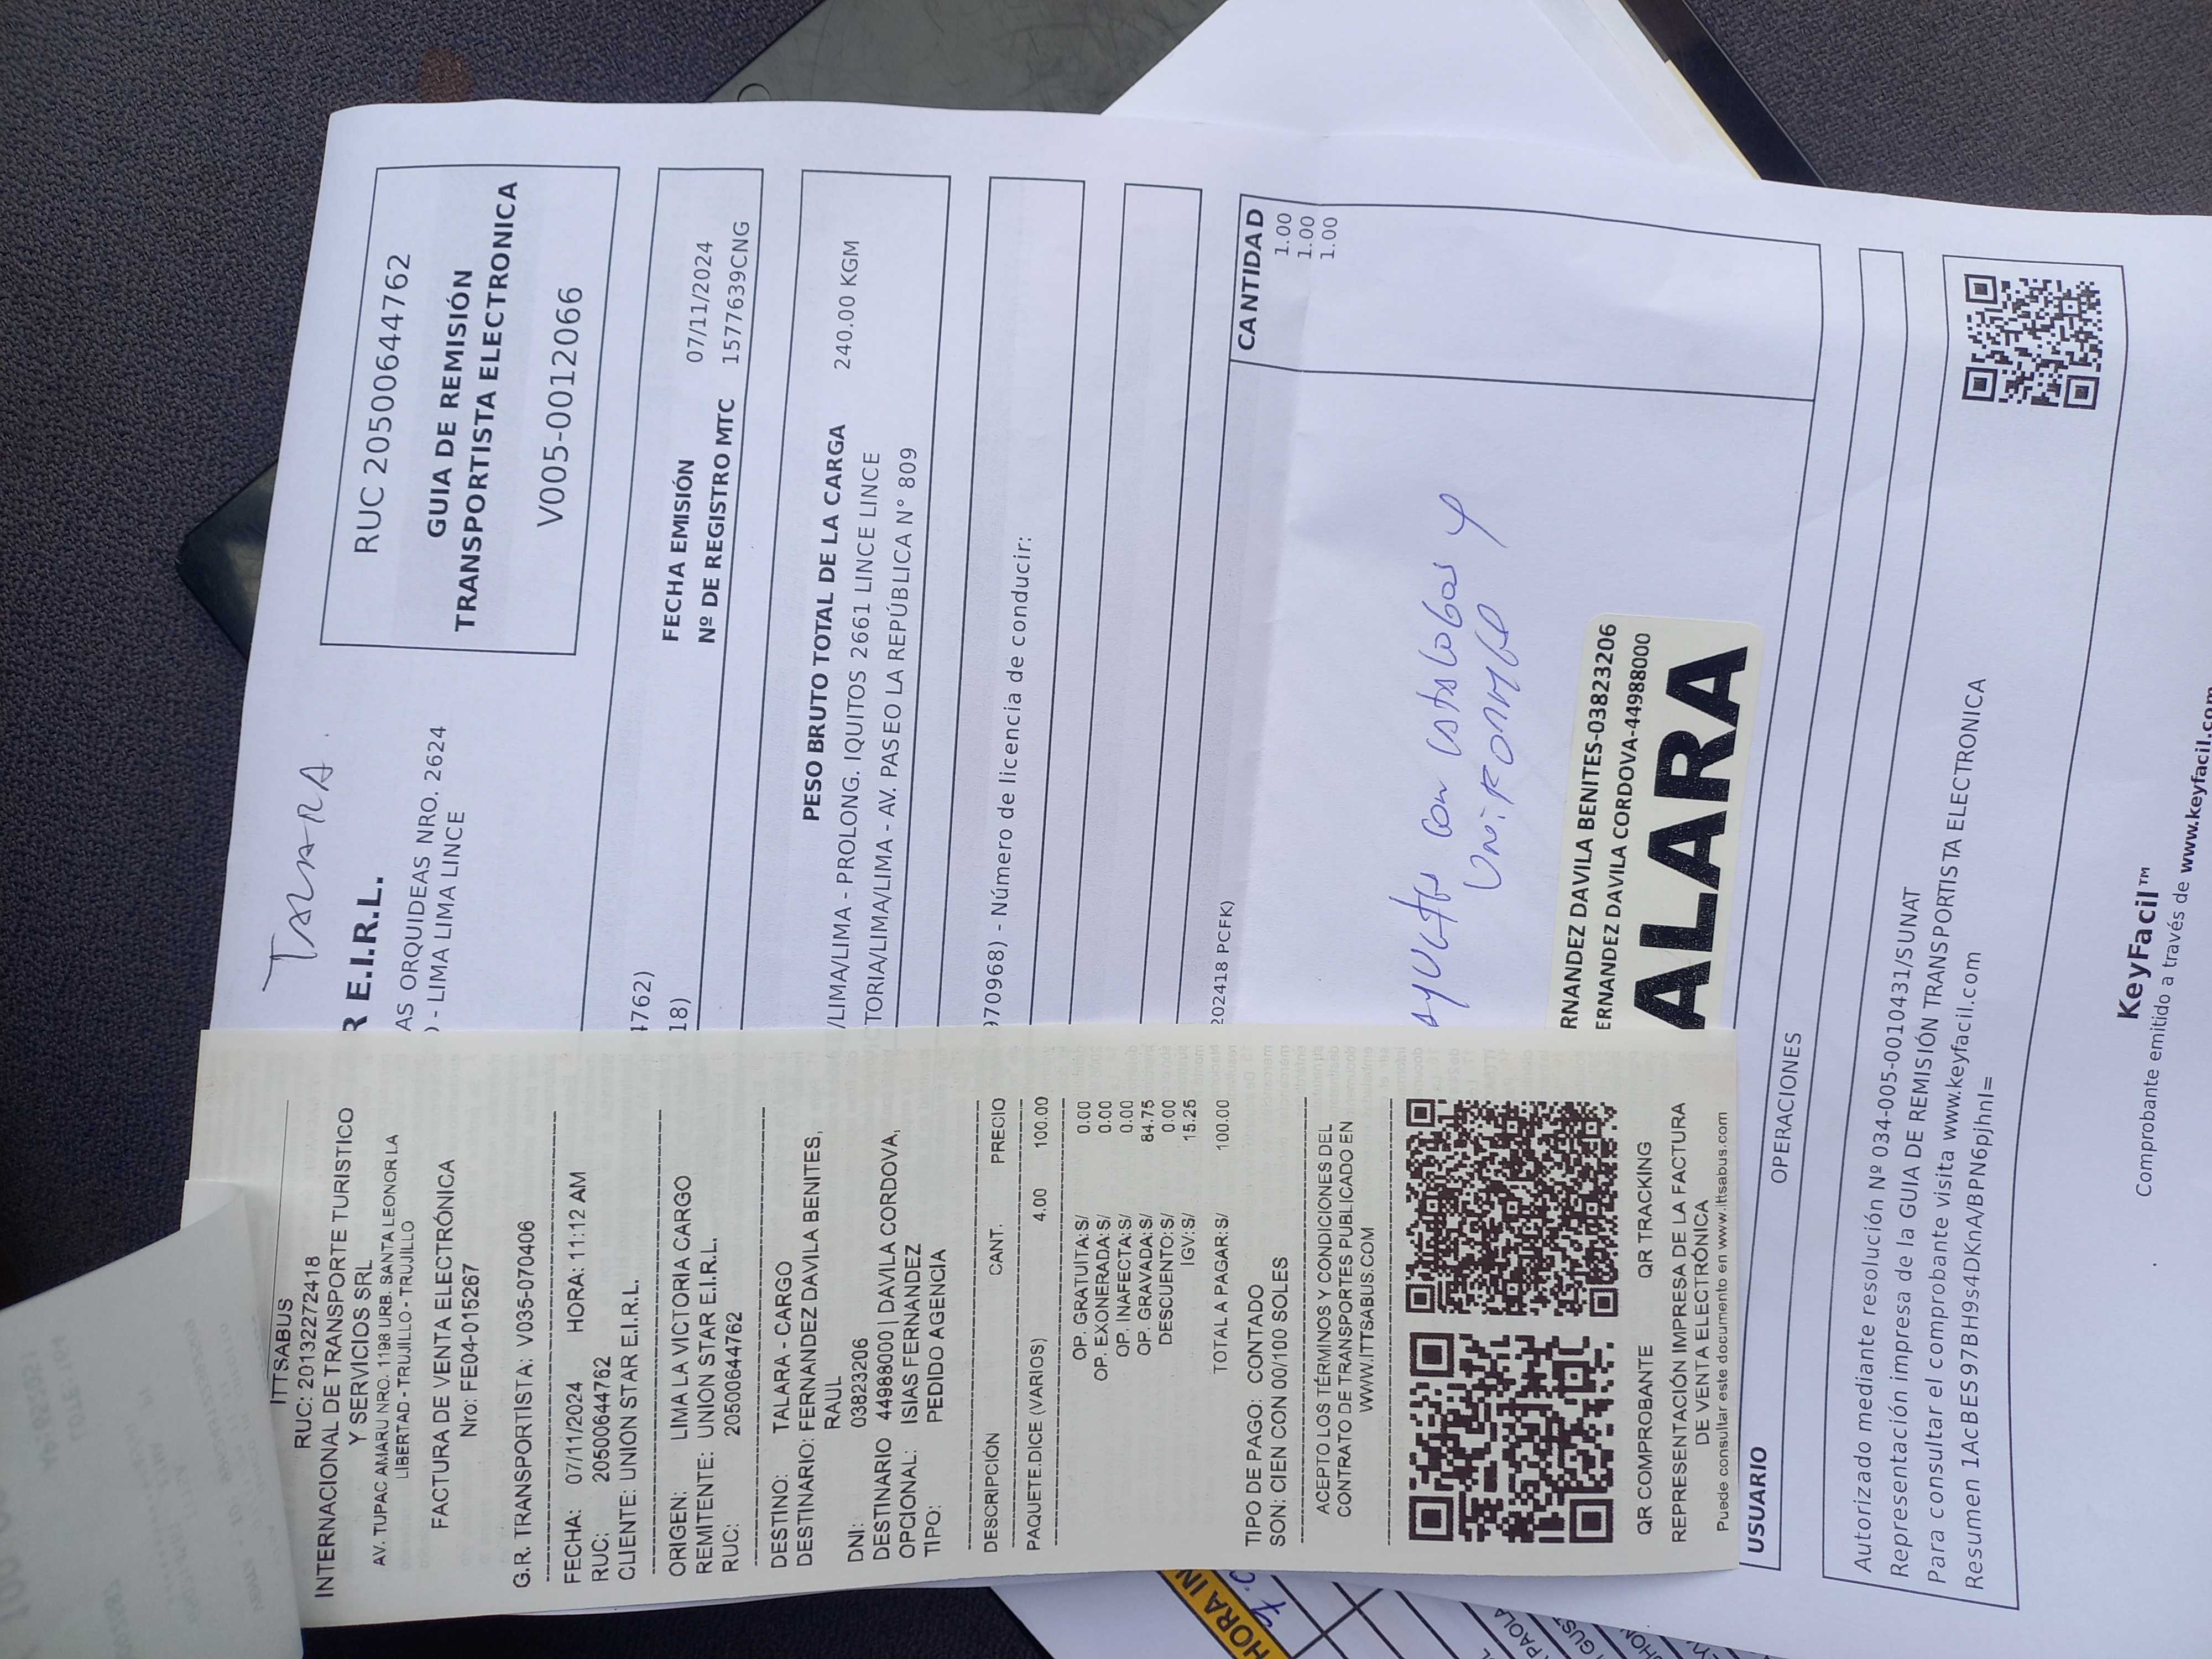 ITTSABUS
RUC: 20132272418
INTERNACIONAL DE TRANSPORTE TURISTICO
Y SERVICIOS SRL
AV. TUPAC AMARU NRO. 1198 URB. SANTA LEONOR LA
LIBERTAD - TRUJILLO - TRUJILLO
FACTURA DE VENTA ELECTRÓNICA
Nro: FE04-015267
G.R. TRANSPORTISTA: V035-070406
FECHA: 07/11/2024 HORA: 11:12 AM
RUC: 20500644762
CLIENTE: UNION STAR E.I.R.L.
ORIGEN: LIMA LA VICTORIA CARGO
REMITENTE: UNION STAR E.I.R.L.
RUC: 20500644762
DESTINO: TALARA - CARGO
DESTINATARIO: FERNANDEZ DAVILA BENITES,
RAUL
DNI: 03823206
DESTINATARIO 44988000 | DAVILA CORDOVA,
OPCIONAL: ISIAS FERNANDEZ
TIPO: PEDIDO AGENCIA
DESCRIPCIÓN CANT. PRECIO
PAQUETE.DICE (VARIOS) 4.00 100.00
OP. GRATUITA:S/ 0.00
OP. EXONERADA:S/ 0.00
OP. INAFECTA:S/ 0.00
OP. GRAVADA:S/ 84.75
DESCUENTO:S/ 0.00
IGV:S/ 15.25
TOTAL A PAGAR:S/ 100.00
TIPO DE PAGO: CONTADO
SON: CIEN CON 00/100 SOLES
ACEPTO LOS TÉRMINOS Y CONDICIONES DEL
CONTRATO DE TRANSPORTES PUBLICADO EN
WWW.ITTSABUS.COM
QR COMPROBANTE QR TRACKING
REPRESENTACIÓN IMPRESA DE LA FACTURA
DE VENTA ELECTRÓNICA
Puede consultar este documento en www.ittsabus.com
TALARA.
R E.I.R.L.
AS ORQUIDEAS NRO. 2624
- LIMA LIMA LINCE
RUC 20500644762
GUIA DE REMISIÓN
TRANSPORTISTA ELECTRONICA
V005-0012066
4762)
18)
FECHA EMISIÓN 07/11/2024
Nº DE REGISTRO MTC 1577639CNG
PESO BRUTO TOTAL DE LA CARGA 240.00 KGM
/LIMA/LIMA - PROLONG. IQUITOS 2661 LINCE LINCE
TORIA/LIMA/LIMA - AV. PASEO LA REPÚBLICA N° 809
970968) - Número de licencia de conducir:
CANTIDAD
202418 PCFK) 1.00
1.00
1.00
con catalogos y
uniforme
RNANDEZ DAVILA BENITES-03823206
ERNANDEZ DAVILA CORDOVA-44988000
ALARA
USUARIO OPERACIONES
Autorizado mediante resolución Nº 034-005-0010431/SUNAT
Representación impresa de la GUIA DE REMISIÓN TRANSPORTISTA ELECTRONICA
Para consultar el comprobante visita www.keyfacil.com
Resumen 1AcBES97BH9s4DKnA/BPN6pjhnI=
KeyFacil™
Comprobante emitido a través de www.keyfacil.com
HORA IN
PAOLA